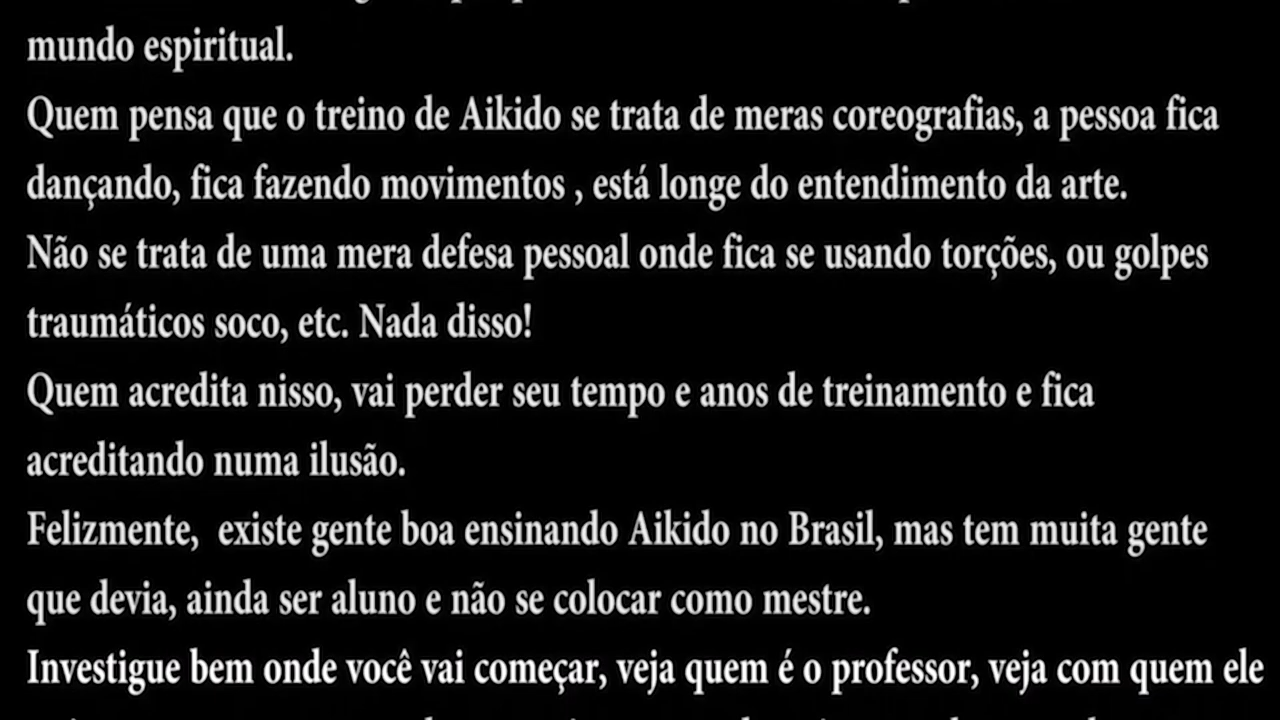 mundo espiritual.
Quem pensa que o treino de Aikido se trata de meras coreografias, a pessoa fica
dançando, fica fazendo movimentos , está longe do entendimento da arte.
Não se trata de uma mera defesa pessoal onde fica se usando torções, ou golpes
traumáticos soco, etc. Nada disso!
Quem acredita nisso, vai perder seu tempo e anos de treinamento e fica
acreditando numa ilusão.
Felizmente,  existe gente boa ensinando Aikido no Brasil, mas tem muita gente
que devia, ainda ser aluno e não se colocar como mestre.
Investigue bem onde você vai começar, veja quem é o professor, veja com quem ele